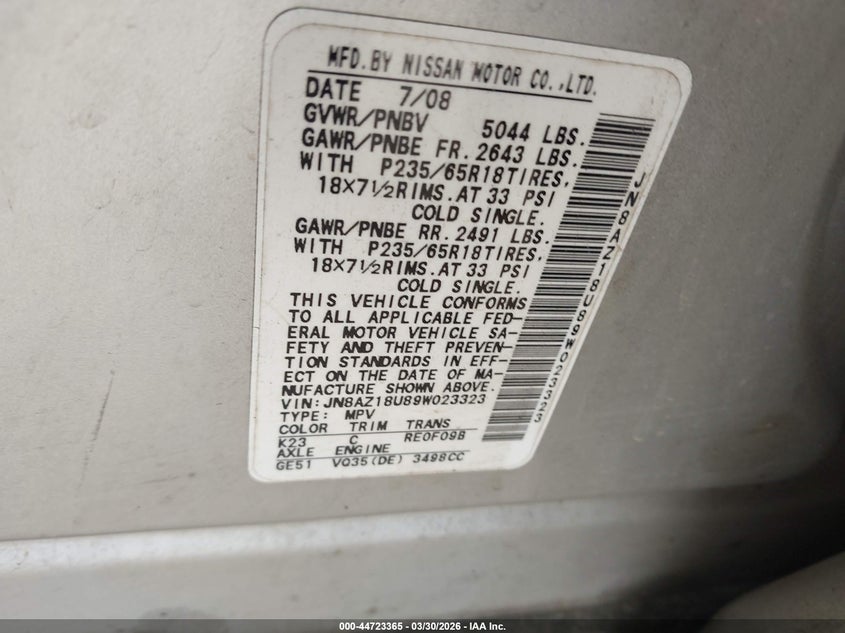 MFD.BY NISSAN MOTOR CO.,LTD.
DATE 7/08
GVWR/PNBV 5044 LBS.
GAWR/PNBE FR. 2643 LBS.
WITH P235/65R18TIRES,
18×7½RIMS.AT 33 PSI
COLD SINGLE.
GAWR/PNBE RR. 2491 LBS.
WITH P235/65R18TIRES,
18×7½RIMS.AT 33 PSI
COLD SINGLE.
THIS VEHICLE CONFORMS
TO ALL APPLICABLE FED-
ERAL MOTOR VEHICLE SA-
FETY AND THEFT PREVEN-
TION STANDARDS IN EFF-
ECT ON THE DATE OF MA-
NUFACTURE SHOWN ABOVE.
VIN: JN8AZ18U89W023323
TYPE: MPV
COLOR TRIM TRANS
K23 C RE0F09B
AXLE ENGINE
GE51 VQ35(DE) 3498CC
JN8AZ18U89W023323
000-44723365 - 03/30/2026 - IAA Inc.